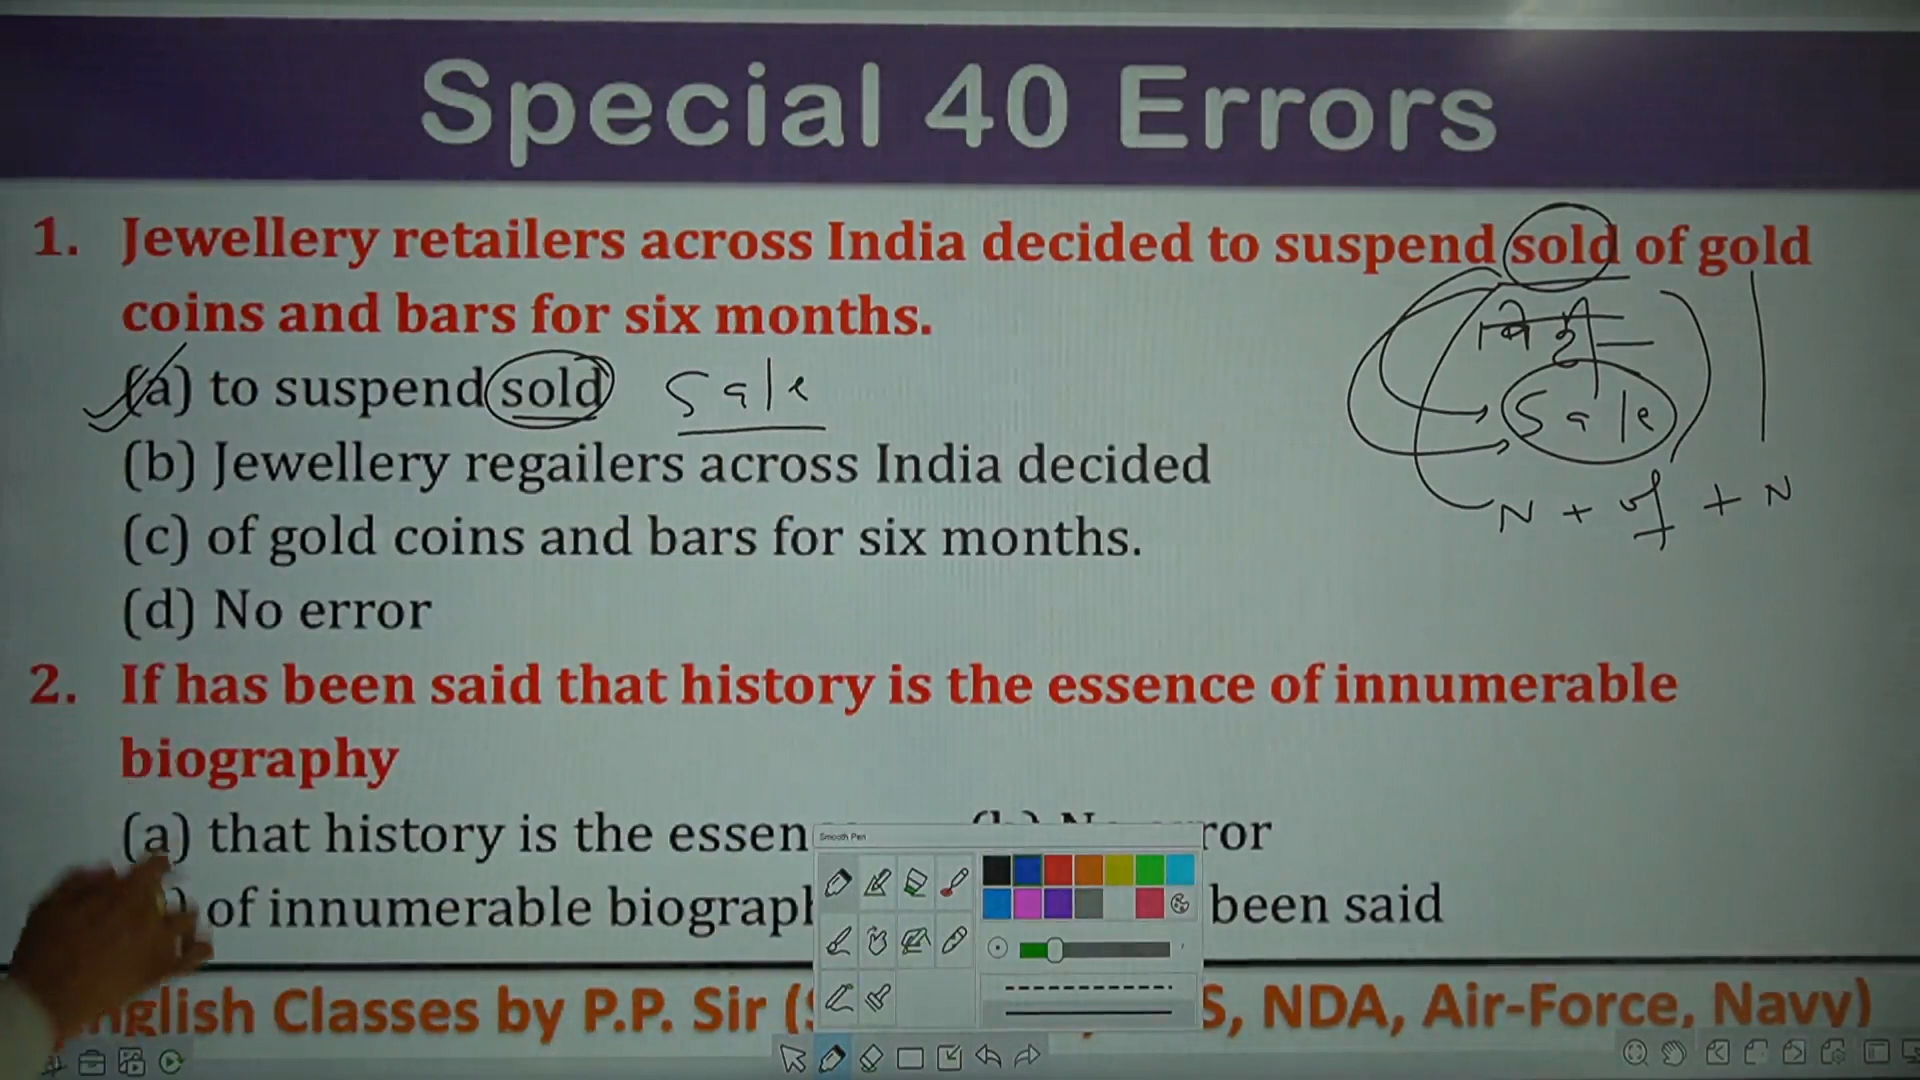 Special 40 Errors
1. Jewellery retailers across India decided to suspend sold of gold
coins and bars for six months.
(a) to suspend sold Sale
Sale
(b) Jewellery regailers across India decided
N + of + N
(c) of gold coins and bars for six months.
(d) No error
2. If has been said that history is the essence of innumerable
biography
(a) that history is the essen ror
Smooth Pen
of innumerable biograp been said
English Classes by P.P. Sir (S, NDA, Air-Force, Navy)